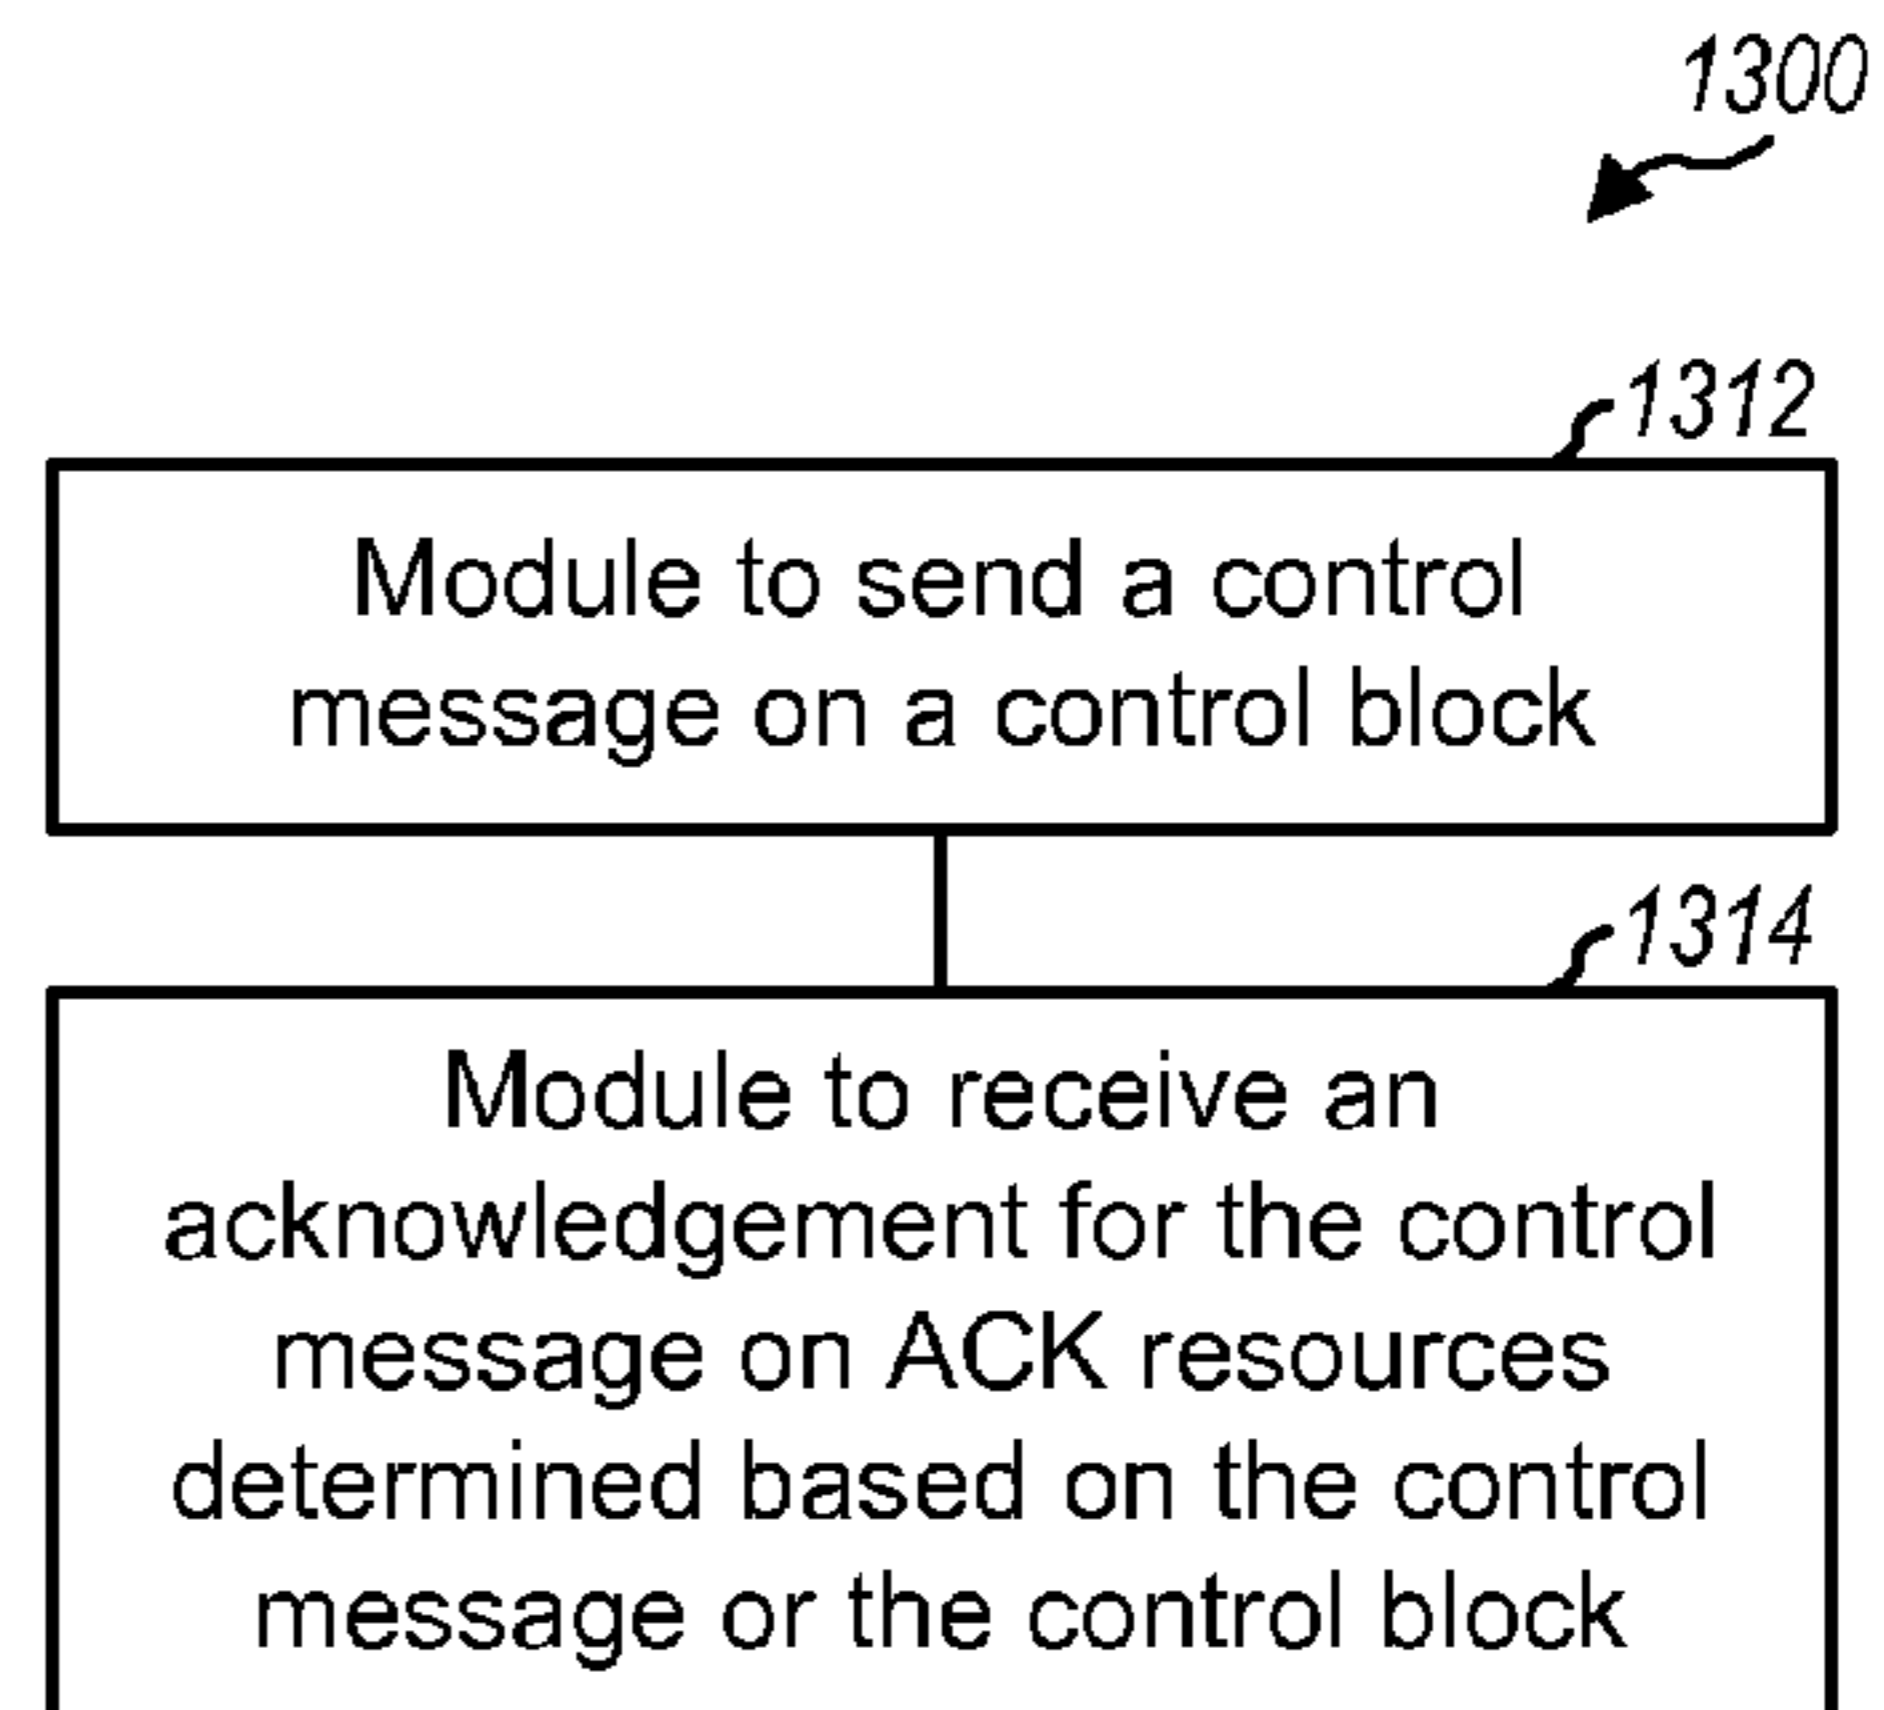 1300
1312
Module to send a control
message on a control block
1314
Module to receive an
acknowledgement for the control
message on ACK resources
determined based on the control
message or the control block